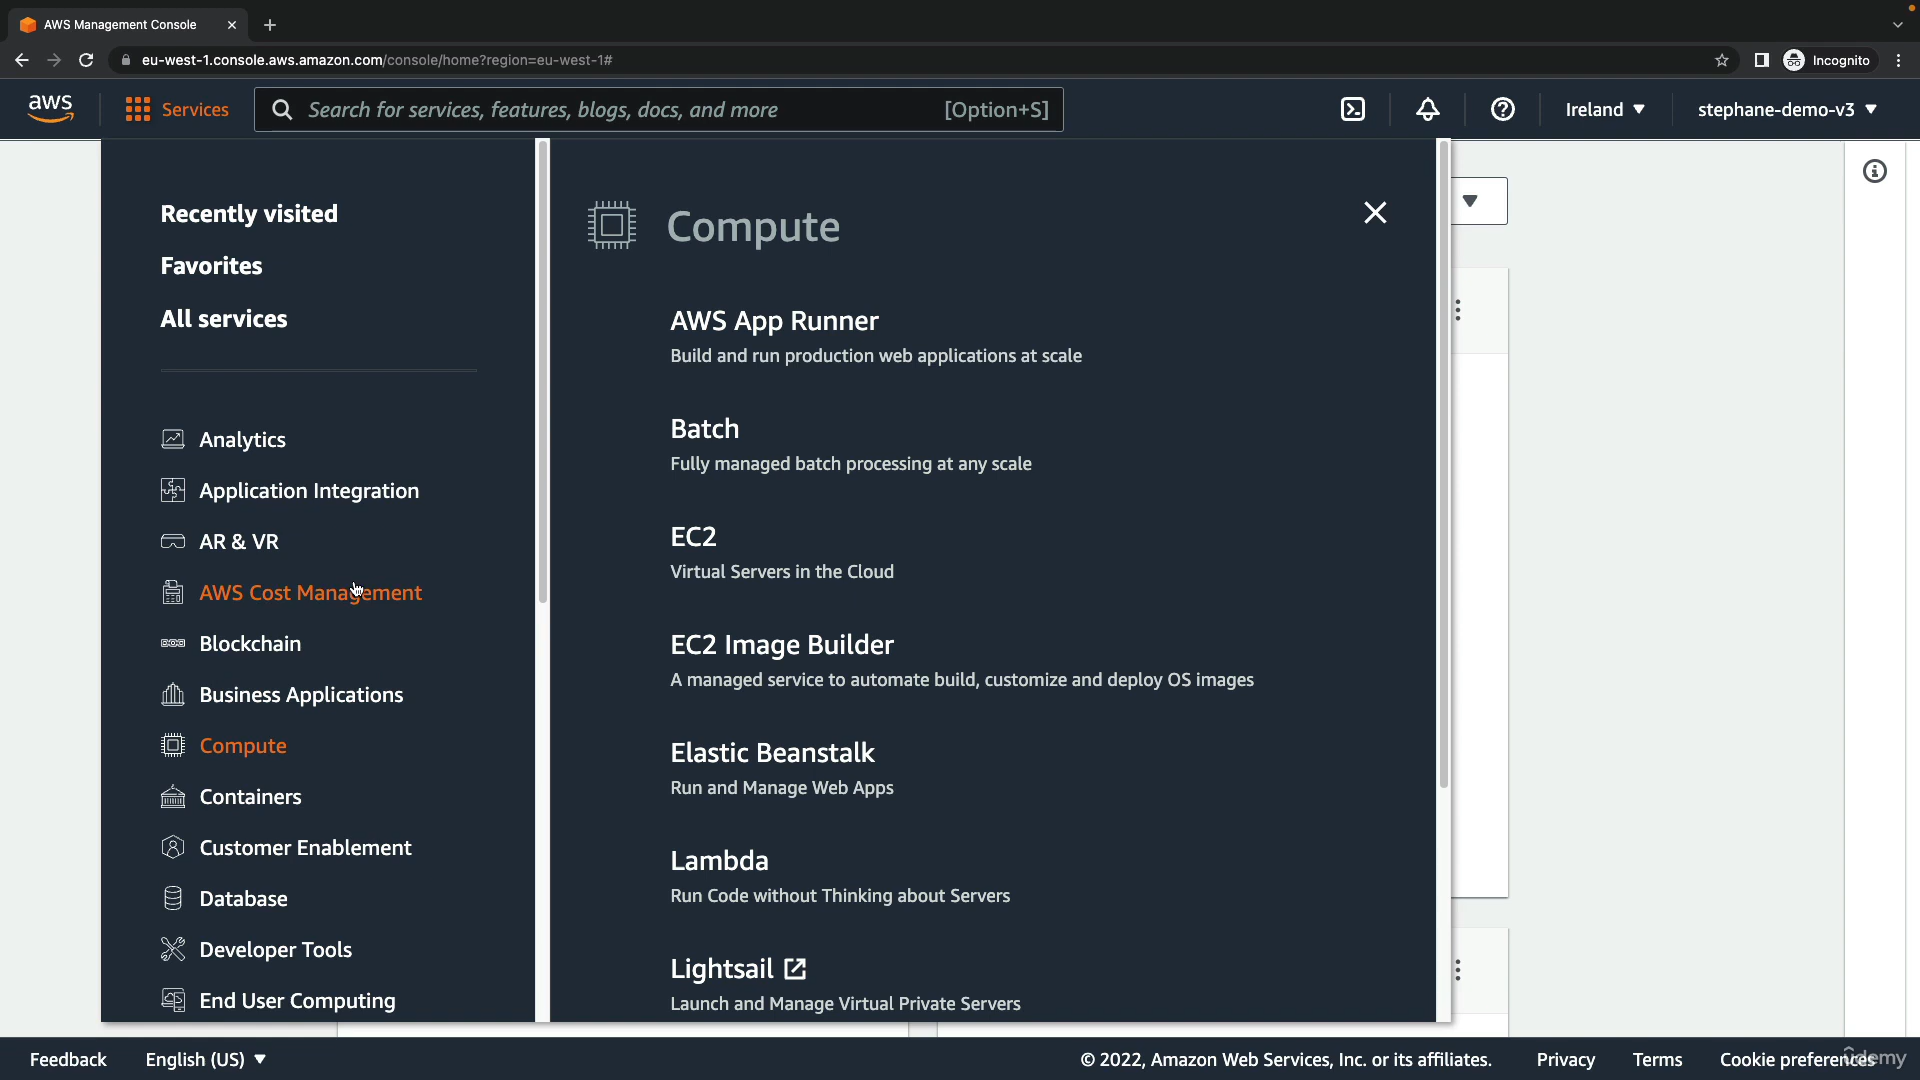 AWS Management Console
eu-west-1.console.aws.amazon.com/console/home?region=eu-west-1#
Incognito
aws
Services
Search for services, features, blogs, docs, and more
[Option+S]
Ireland
stephane-demo-v3
Recently visited
Favorites
All services
Analytics
Application Integration
AR & VR
AWS Cost Management
Blockchain
Business Applications
Compute
Containers
Customer Enablement
Database
Developer Tools
End User Computing
Compute
AWS App Runner
Build and run production web applications at scale
Batch
Fully managed batch processing at any scale
EC2
Virtual Servers in the Cloud
EC2 Image Builder
A managed service to automate build, customize and deploy OS images
Elastic Beanstalk
Run and Manage Web Apps
Lambda
Run Code without Thinking about Servers
Lightsail
Launch and Manage Virtual Private Servers
Feedback
English (US)
© 2022, Amazon Web Services, Inc. or its affiliates.
Privacy
Terms
Cookie preferences
udemy